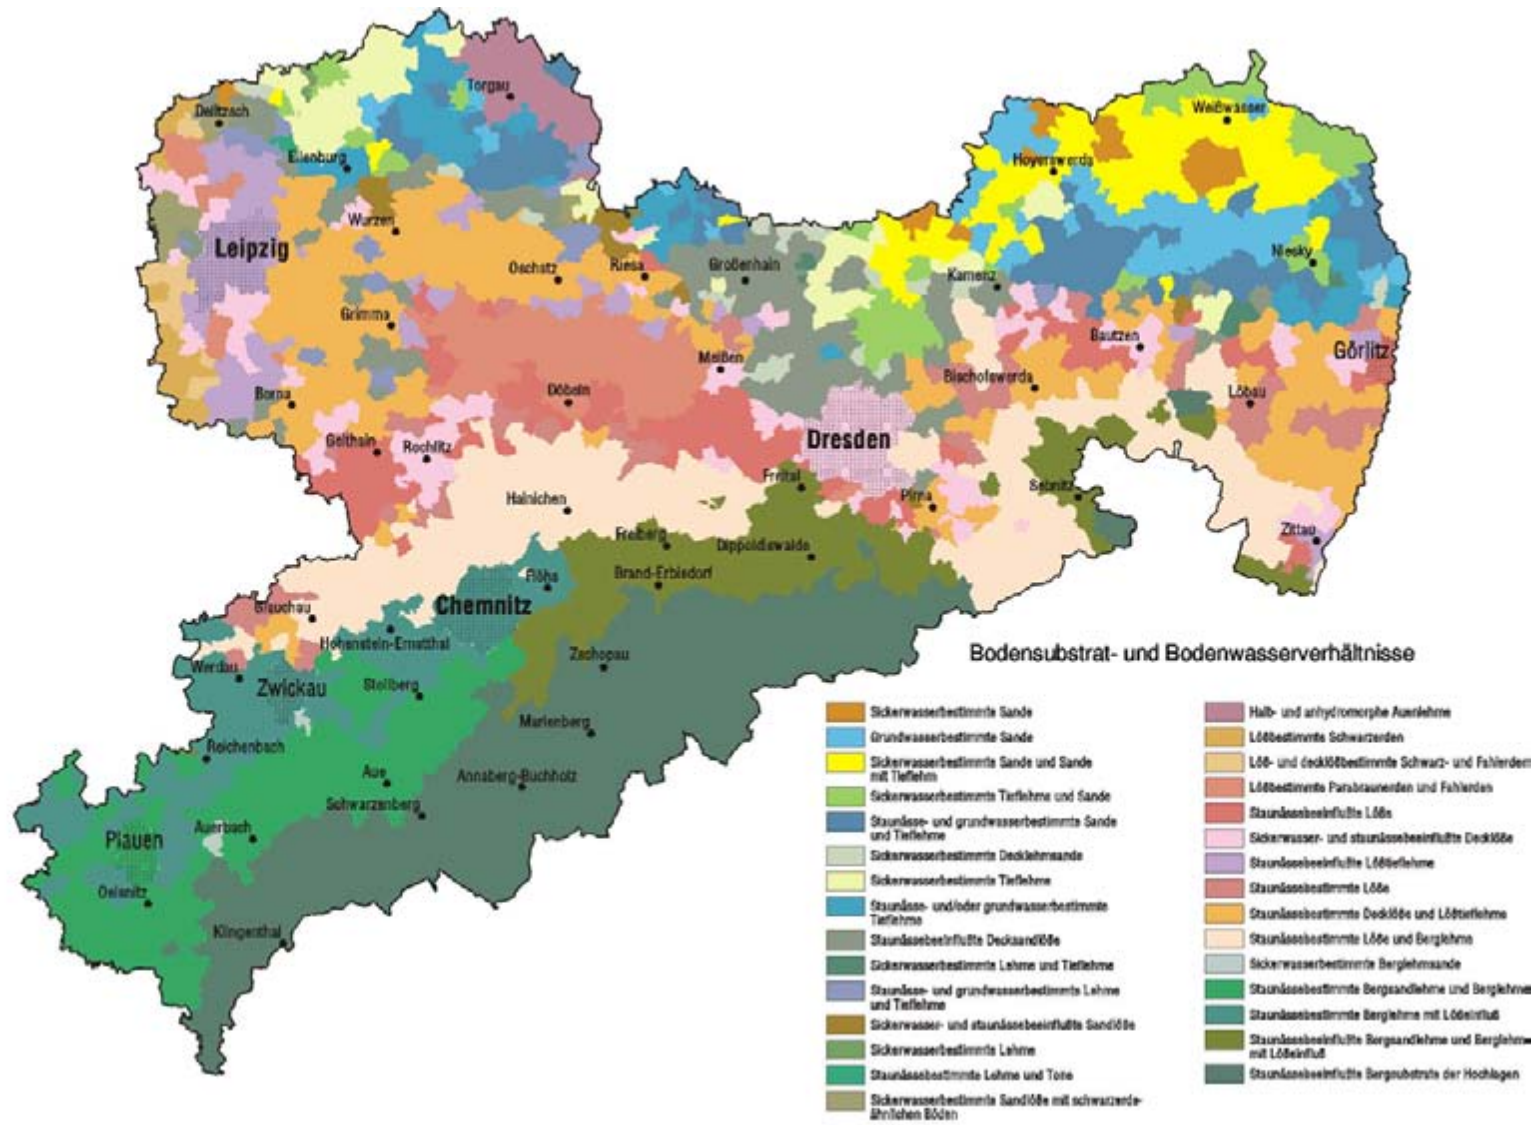 Torgau
Delitzsch
Weißwasser
Eilenburg
Hoyerswerda
Wurzen
Leipzig
Niesky
Oschatz
Riesa
Großenhain
Kamenz
Grimma
Bautzen
Görlitz
Meißen
Bischofswerda
Borna
Döbeln
Löbau
Geithain
Rochlitz
Dresden
Freital
Hainichen
Pirna
Sebnitz
Freiberg
Zittau
Dippoldiswalde
Flöha
Brand-Erbisdorf
Glauchau
Chemnitz
Hohenstein-Ernstthal
Zschopau
Bodensubstrat- und Bodenwasserverhältnisse
Werdau
Zwickau
Stollberg
Marienberg
Reichenbach
Aue
Annaberg-Buchholz
Schwarzenberg
Auerbach
Plauen
Oelsnitz
Klingenthal
Sickerwasserbestimmte Sande
Grundwasserbestimmte Sande
Sickerwasserbestimmte Sande und Sande
mit Tieflehm
Sickerwasserbestimmte Tieflehme und Sande
Staunässe- und grundwasserbestimmte Sande
und Tieflehme
Sickerwasserbestimmte Decklehmsande
Sickerwasserbestimmte Tieflehme
Staunässe- und/oder grundwasserbestimmte
Tieflehme
Staunässebeeinflußte Decksandlöße
Sickerwasserbestimmte Lehme und Tieflehme
Staunässe- und grundwasserbestimmte Lehme
und Tieflehme
Sickerwasser- und staunässebeeinflußte Sandlöße
Sickerwasserbestimmte Lehme
Staunässebestimmte Lehme und Tone
Sickerwasserbestimmte Sandlöße mit schwarzerde-
ähnlichen Böden
Halb- und anhydromorphe Auenlehme
Lößbestimmte Schwarzerden
Löß- und decklößbestimmte Schwarz- und Fahlerden
Lößbestimmte Parabraunerden und Fahlerden
Staunässebeeinflußte Löße
Sickerwasser- und staunässebeeinflußte Decklöße
Staunässebeeinflußte Lößtieflehme
Staunässebestimmte Löße
Staunässebestimmte Decklöße und Lößtieflehme
Staunässebestimmte Löße und Berglehme
Sickerwasserbestimmte Berglehmsande
Staunässebestimmte Bergsandlehme und Berglehme
Staunässebestimmte Berglehme mit Lößeinfluß
Staunässebeeinflußte Bergsandlehme und Berglehme
mit Lößeinfluß
Staunässebeeinflußte Bergsubstrate der Hochlagen